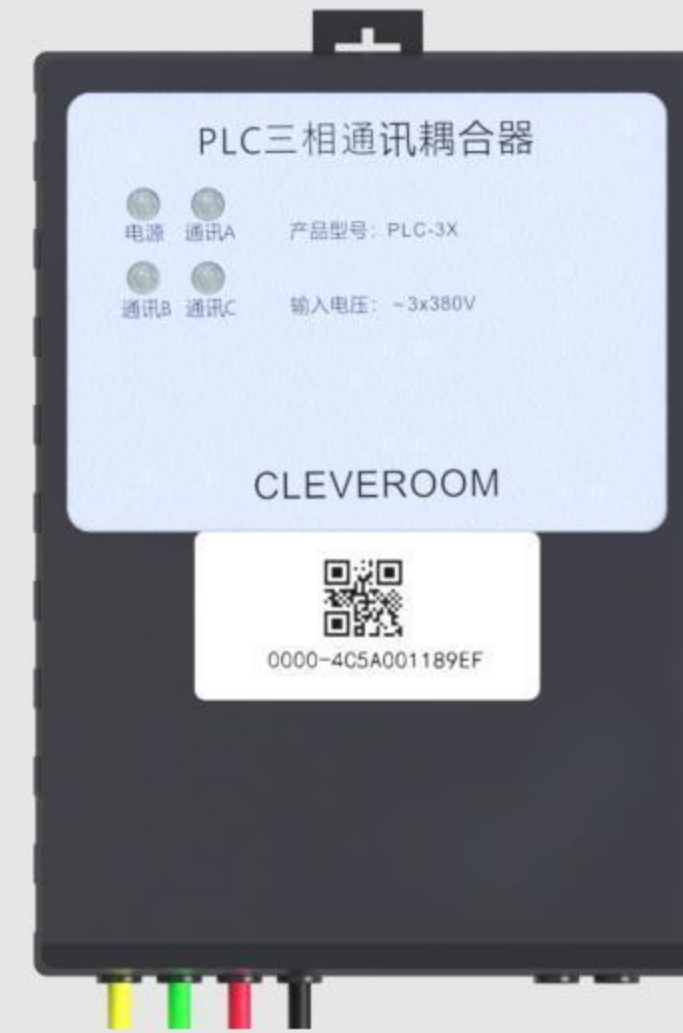 PLC三相通讯耦合器
电源 通讯A
产品型号: PLC-3X
通讯B 通讯C
输入电压: ~3x380V
CLEVEROOM
0000-4C5A001189EF